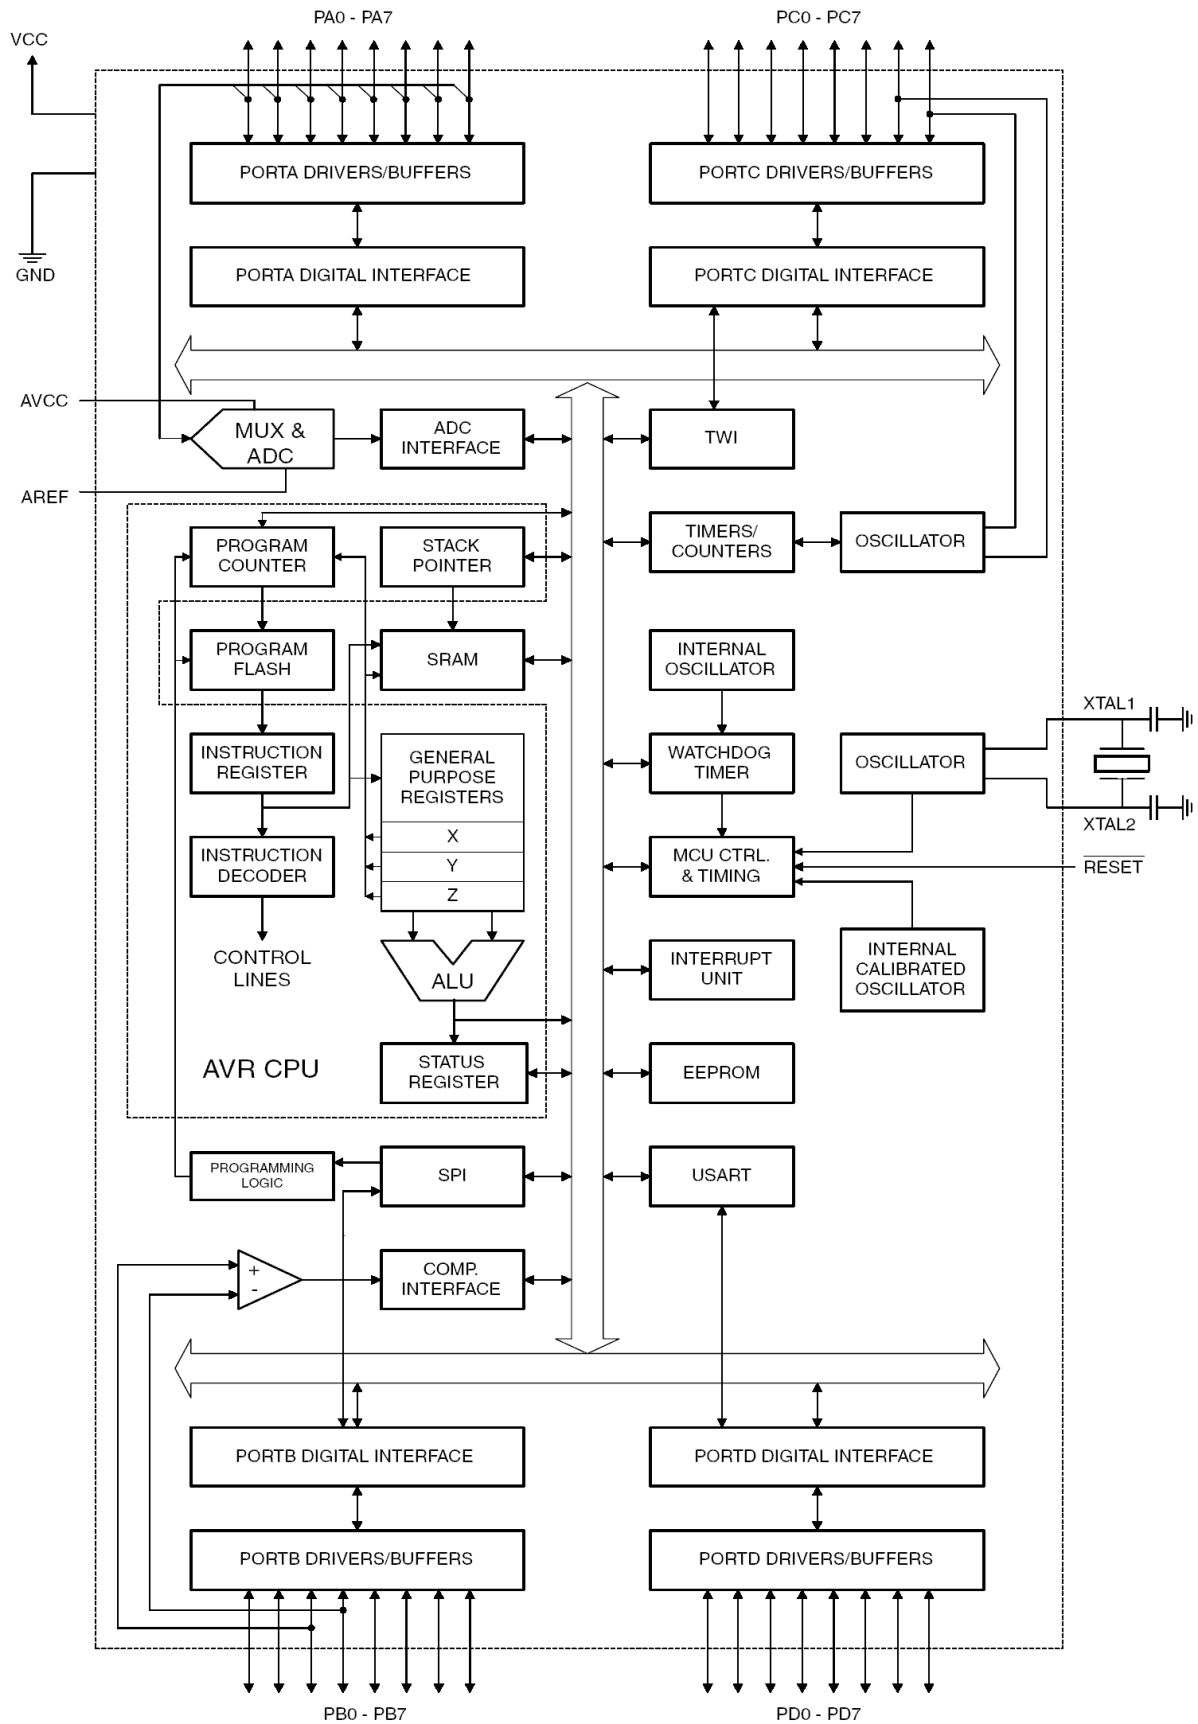 PA0 - PA7
PC0 - PC7
VCC
PORTA DRIVERS/BUFFERS
PORTC DRIVERS/BUFFERS
GND
PORTA DIGITAL INTERFACE
PORTC DIGITAL INTERFACE
AVCC
MUX &
ADC
ADC
INTERFACE
TWI
AREF
PROGRAM
COUNTER
STACK
POINTER
TIMERS/
COUNTERS
OSCILLATOR
PROGRAM
FLASH
SRAM
INTERNAL
OSCILLATOR
XTAL1
INSTRUCTION
REGISTER
GENERAL
PURPOSE
REGISTERS
X
Y
Z
WATCHDOG
TIMER
OSCILLATOR
XTAL2
INSTRUCTION
DECODER
MCU CTRL.
& TIMING
RESET
CONTROL
LINES
ALU
INTERRUPT
UNIT
INTERNAL
CALIBRATED
OSCILLATOR
AVR CPU
STATUS
REGISTER
EEPROM
PROGRAMMING
LOGIC
SPI
USART
+
-
COMP.
INTERFACE
PORTB DIGITAL INTERFACE
PORTD DIGITAL INTERFACE
PORTB DRIVERS/BUFFERS
PORTD DRIVERS/BUFFERS
PB0 - PB7
PD0 - PD7